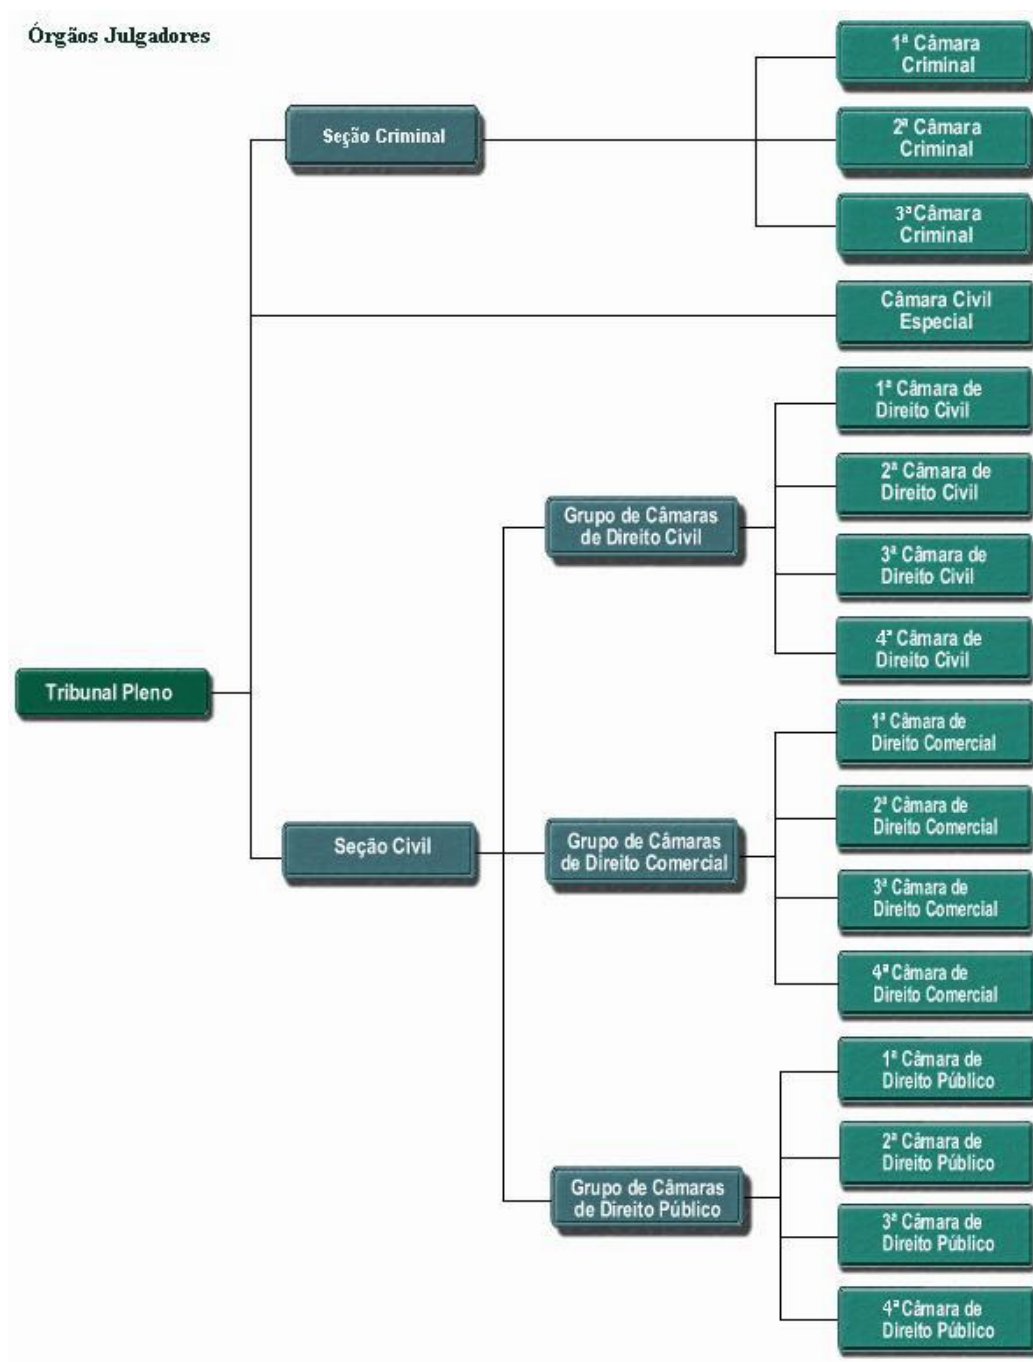 Órgãos Julgadores
1ª Câmara
Criminal
Seção Criminal
2ª Câmara
Criminal
3ª Câmara
Criminal
Câmara Civil
Especial
1ª Câmara de
Direito Civil
2ª Câmara de
Direito Civil
Grupo de Câmaras
de Direito Civil
3ª Câmara de
Direito Civil
4ª Câmara de
Direito Civil
Tribunal Pleno
1ª Câmara de
Direito Comercial
2ª Câmara de
Direito Comercial
Seção Civil
Grupo de Câmaras
de Direito Comercial
3ª Câmara de
Direito Comercial
4ª Câmara de
Direito Comercial
1ª Câmara de
Direito Público
2ª Câmara de
Direito Público
Grupo de Câmaras
de Direito Público
3ª Câmara de
Direito Público
4ª Câmara de
Direito Público